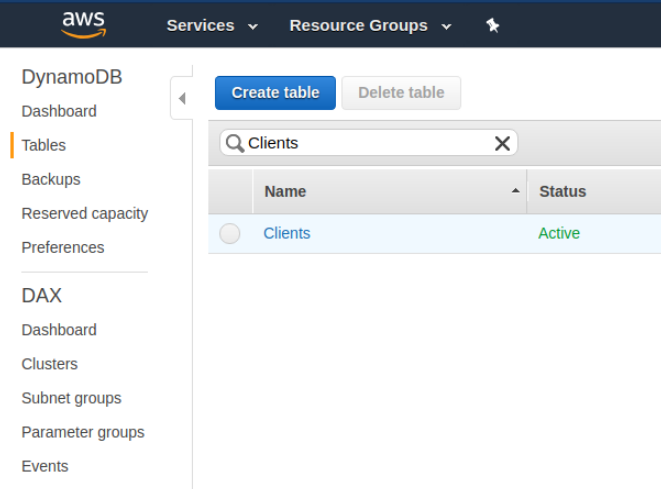 aws Services Resource Groups
DynamoDB
Dashboard
Tables
Backups
Reserved capacity
Preferences
DAX
Dashboard
Clusters
Subnet groups
Parameter groups
Events
Create table Delete table
Clients
Name Status
Clients Active